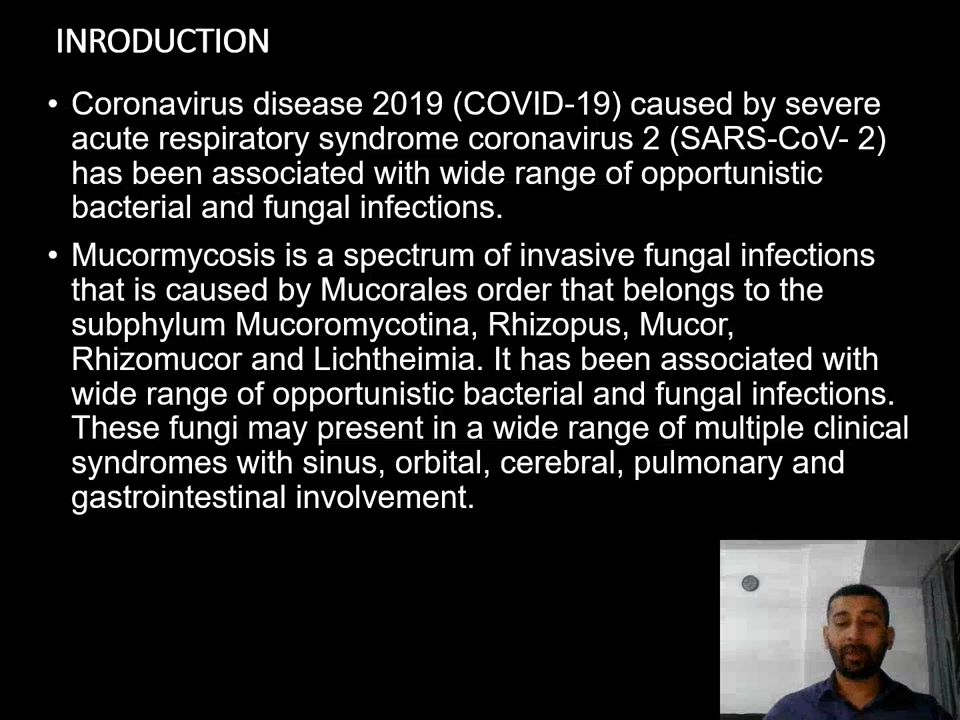 INRODUCTION
• Coronavirus disease 2019 (COVID-19) caused by severe
acute respiratory syndrome coronavirus 2 (SARS-CoV- 2)
has been associated with wide range of opportunistic
bacterial and fungal infections.
• Mucormycosis is a spectrum of invasive fungal infections
that is caused by Mucorales order that belongs to the
subphylum Mucoromycotina, Rhizopus, Mucor,
Rhizomucor and Lichtheimia. It has been associated with
wide range of opportunistic bacterial and fungal infections.
These fungi may present in a wide range of multiple clinical
syndromes with sinus, orbital, cerebral, pulmonary and
gastrointestinal involvement.